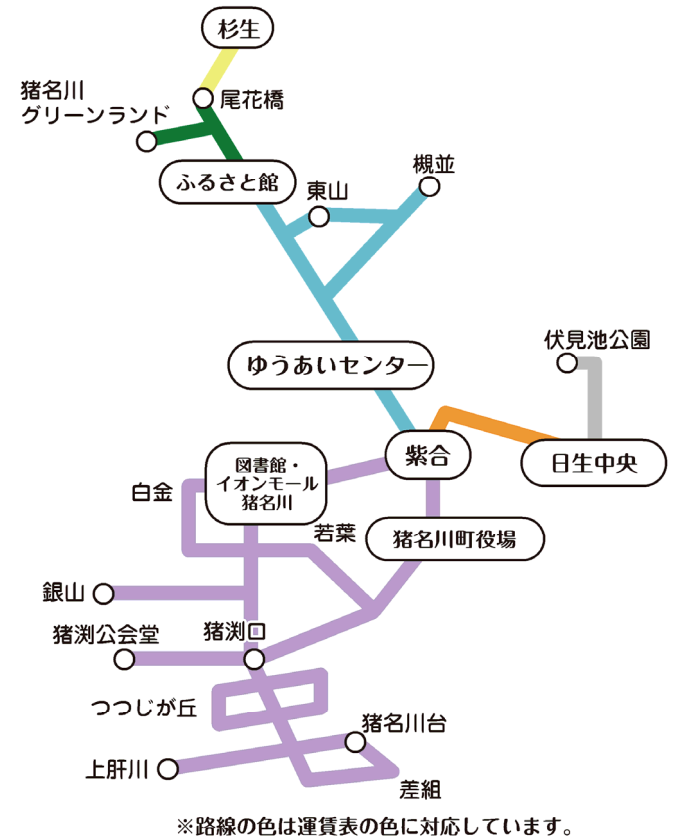 杉生
尾花橋
猪名川
グリーンランド
ふるさと館
東山
槻並
ゆうあいセンター
伏見池公園
紫合
日生中央
図書館・
イオンモール
猪名川
白金
若葉
猪名川町役場
銀山
猪渕公会堂
猪渕
つつじが丘
猪名川台
上肝川
差組
※路線の色は運賃表の色に対応しています。